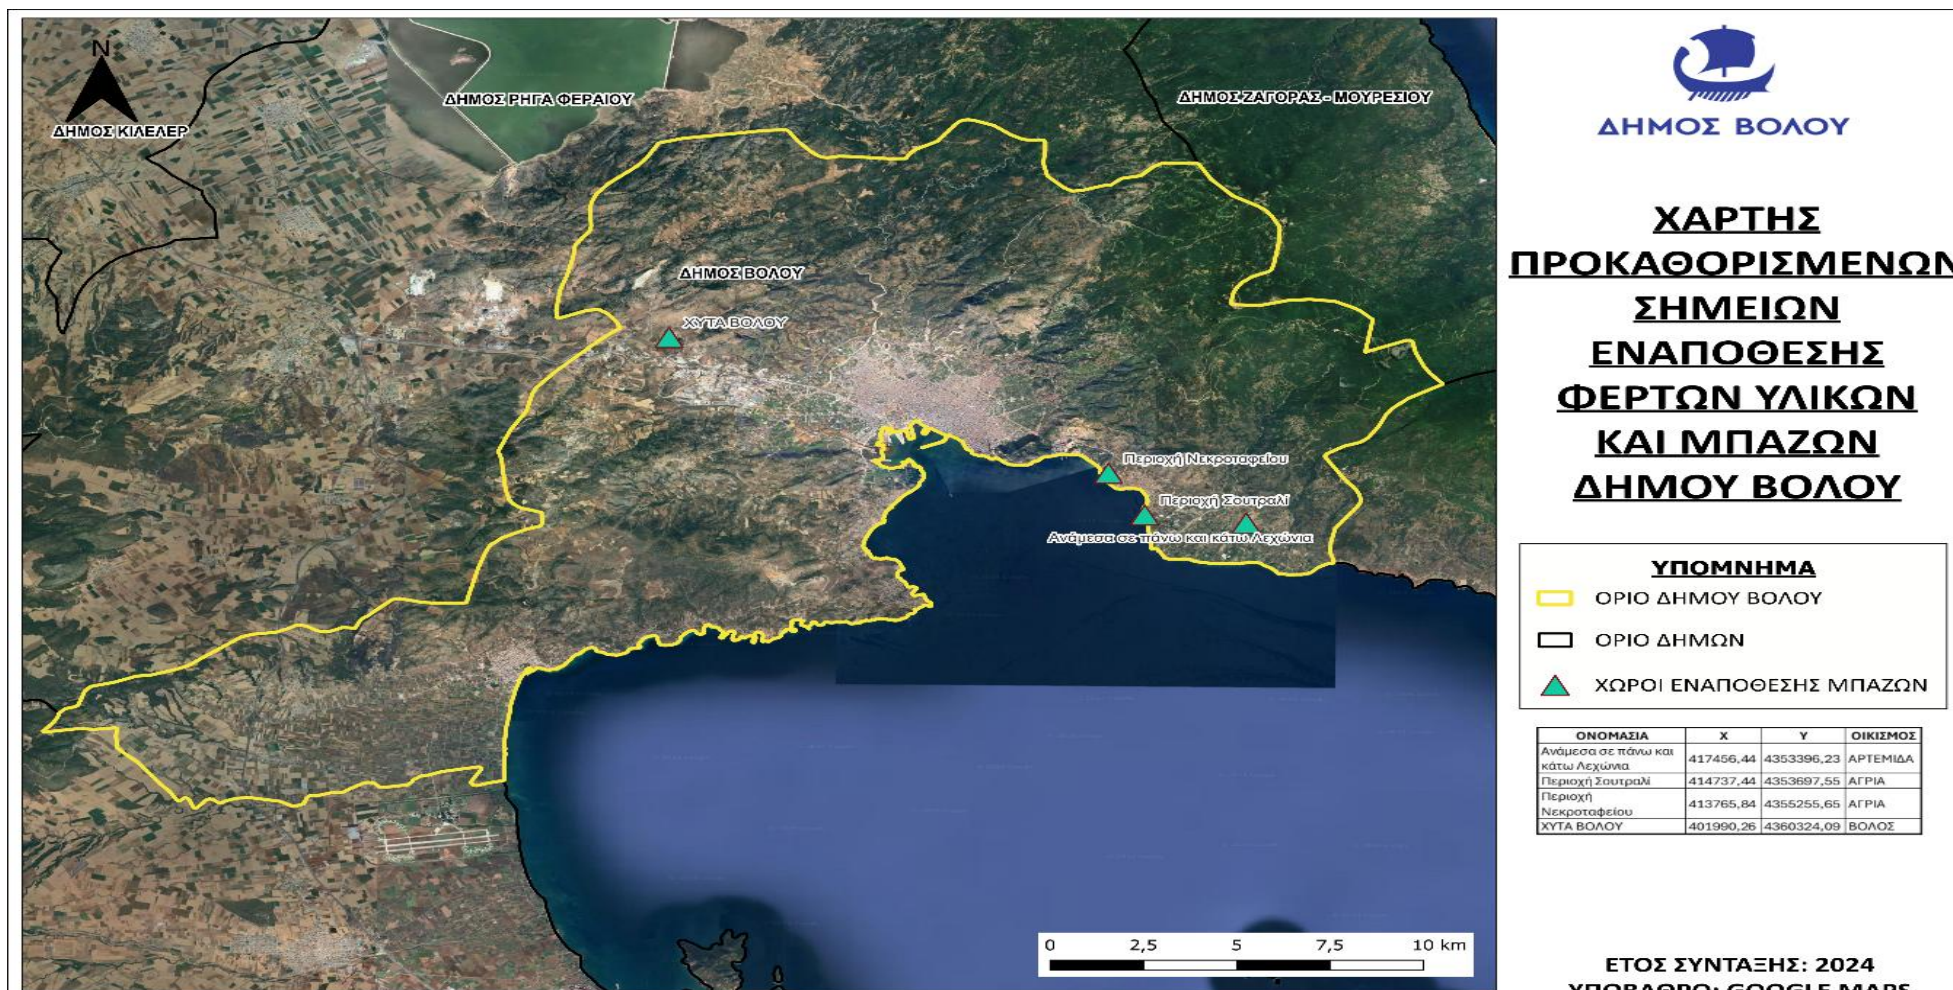 N
ΔΗΜΟΣ ΚΙΛΕΛΕΡ
ΔΗΜΟΣ ΡΗΓΑ ΦΕΡΑΙΟΥ
ΔΗΜΟΣ ΖΑΓΟΡΑΣ - ΜΟΥΡΕΣΙΟΥ
ΔΗΜΟΣ ΒΟΛΟΥ
ΧΥΤΑ ΒΟΛΟΥ
Περιοχή Νεκροταφείου
Περιοχή Σουτραλί
Ανάμεσα σε πάνω και κάτω Λεχώνια
0 2,5 5 7,5 10 km
ΔΗΜΟΣ ΒΟΛΟΥ
ΧΑΡΤΗΣ
ΠΡΟΚΑΘΟΡΙΣΜΕΝΩΝ
ΣΗΜΕΙΩΝ
ΕΝΑΠΟΘΕΣΗΣ
ΦΕΡΤΩΝ ΥΛΙΚΩΝ
ΚΑΙ ΜΠΑΖΩΝ
ΔΗΜΟΥ ΒΟΛΟΥ
ΥΠΟΜΝΗΜΑ
ΟΡΙΟ ΔΗΜΟΥ ΒΟΛΟΥ
ΟΡΙΟ ΔΗΜΩΝ
ΧΩΡΟΙ ΕΝΑΠΟΘΕΣΗΣ ΜΠΑΖΩΝ
ΟΝΟΜΑΣΙΑ X Y ΟΙΚΙΣΜΟΣ
Ανάμεσα σε πάνω και
κάτω Λεχώνια 417456,44 4353396,23 ΑΡΤΕΜΙΔΑ
Περιοχή Σουτραλί 414737,44 4353697,55 ΑΓΡΙΑ
Περιοχή
Νεκροταφείου 413765,84 4355255,65 ΑΓΡΙΑ
ΧΥΤΑ ΒΟΛΟΥ 401990,26 4360324,09 ΒΟΛΟΣ
ΕΤΟΣ ΣΥΝΤΑΞΗΣ: 2024
ΥΠΟΒΑΘΡΟ: GOOGLE MAPS